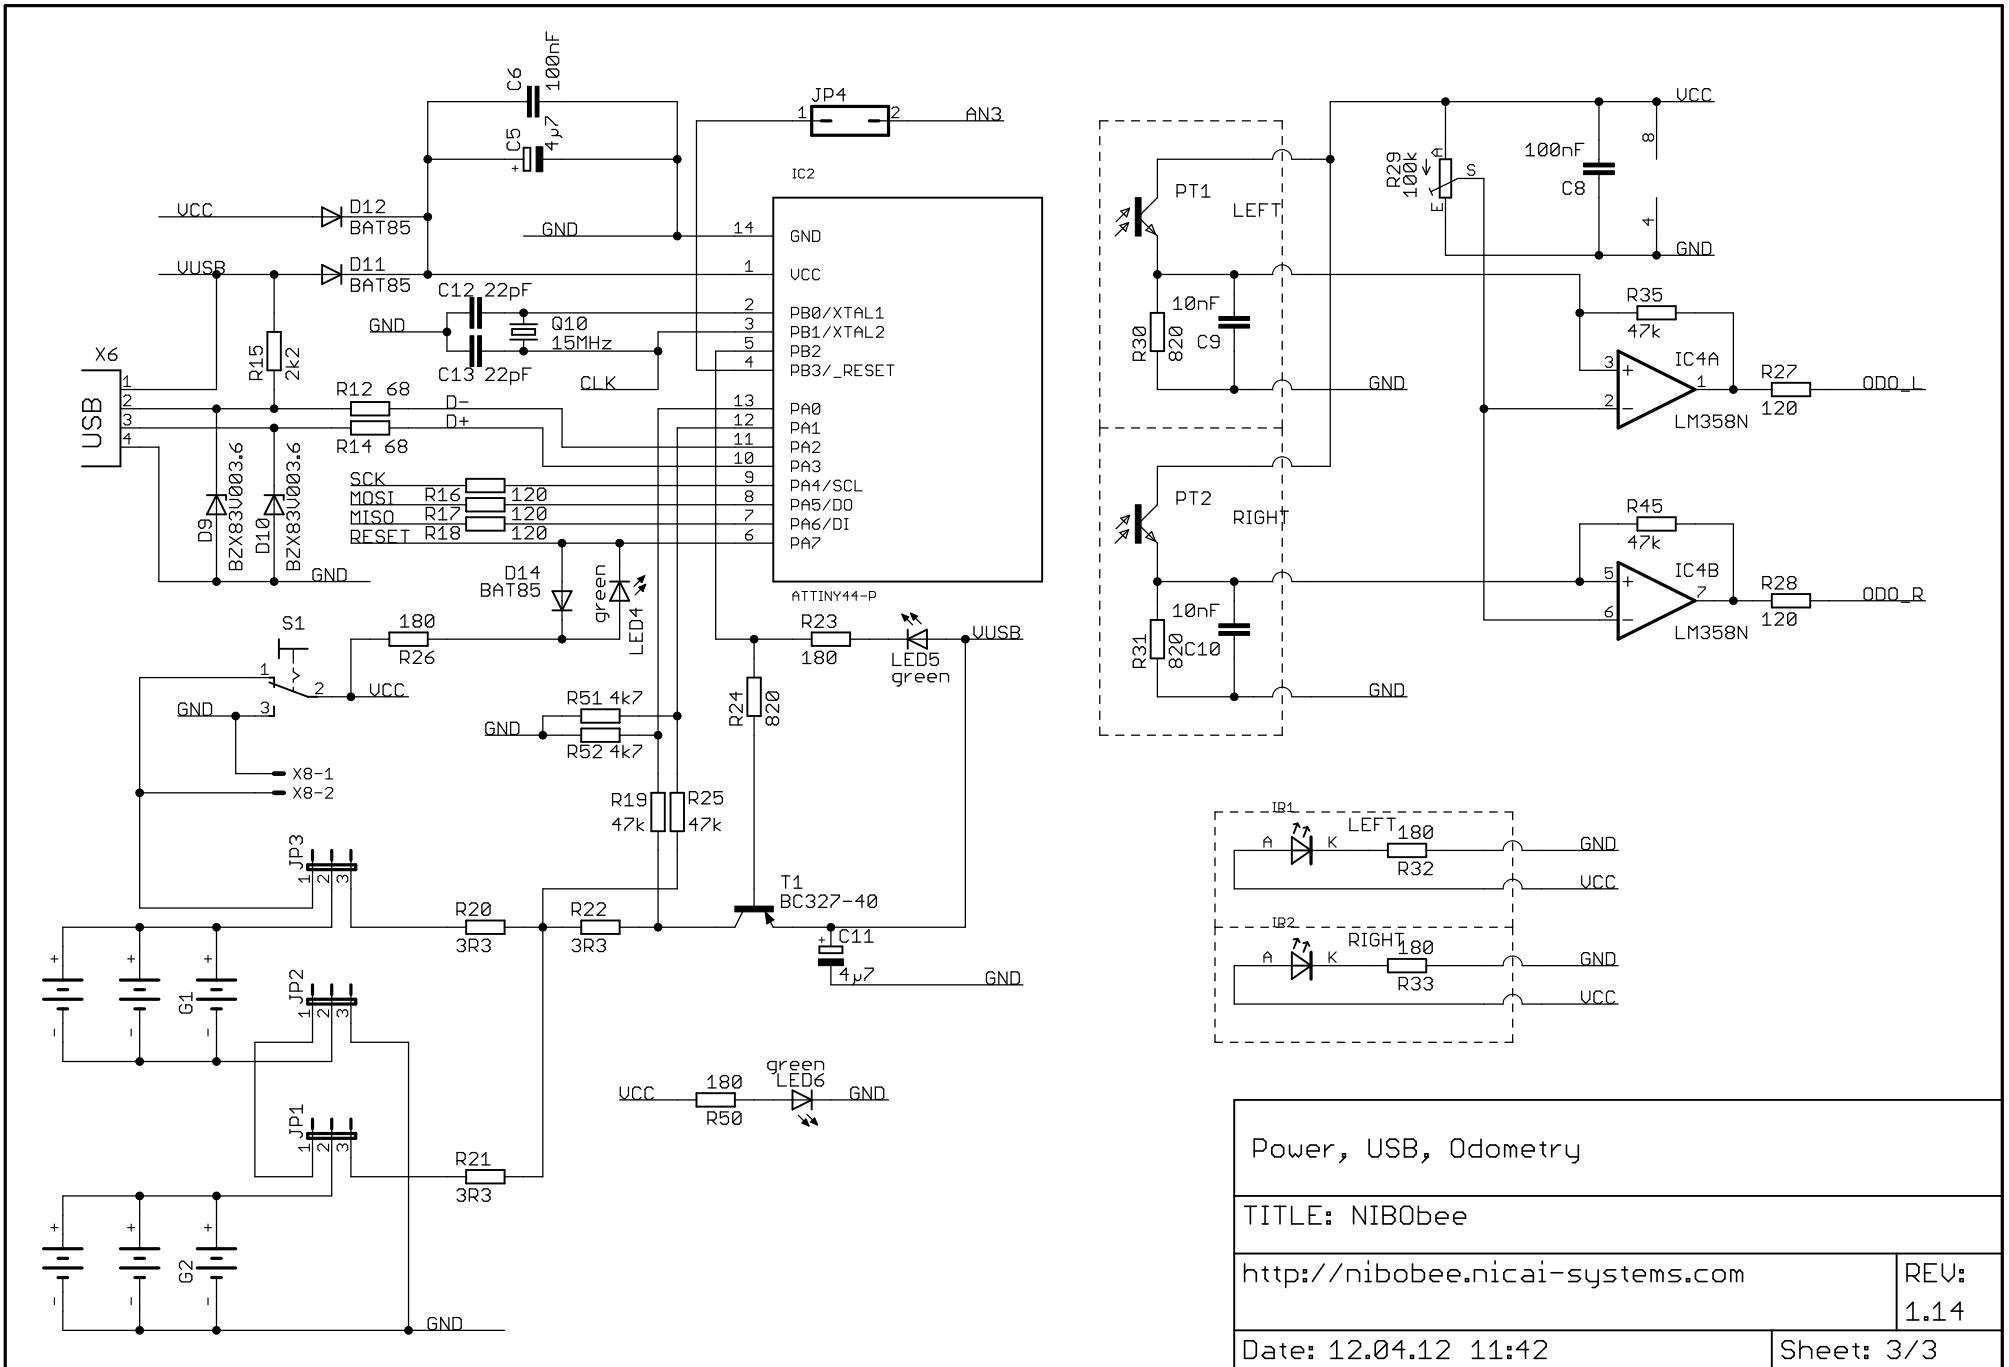 C6
100nF
C5
4µ7
+
JP4
1
2
AN3
IC2
VCC
D12
BAT85
GND
VUSB
D11
BAT85
14
GND
1
VCC
2
PB0/XTAL1
3
PB1/XTAL2
5
PB2
4
PB3/_RESET
13
PA0
12
PA1
11
PA2
10
PA3
9
PA4/SCL
8
PA5/DO
7
PA6/DI
6
PA7
ATTINY44-P
C12 22pF
GND
Q10
15MHz
C13 22pF
CLK
X6
USB
1
2
3
4
R15
2k2
R12 68
D-
D+
R14 68
SCK
MOSI
MISO
RESET
R16
R17
R18
120
120
120
D9
BZX83V003.6
D10
BZX83V003.6
GND
D14
BAT85
green
LED4
S1
1
2
3
180
R26
VCC
GND
X8-1
X8-2
R23
180
LED5
green
VUSB
R24
820
R51 4k7
GND
R52 4k7
R19
47k
R25
47k
T1
BC327-40
+
C11
4µ7
GND
JP3
1
2
3
R20
3R3
R22
3R3
+
+
+
-
-
-
G1
JP2
1
2
3
JP1
1
2
3
R21
3R3
+
+
+
-
-
-
G2
GND
VCC
180
R50
green
LED6
GND
PT1
LEFT
R30
820
10nF
C9
GND
PT2
RIGHT
R31
820
10nF
C10
GND
VCC
R29
100k
A
S
E
100nF
C8
8
4
GND
R35
47k
IC4A
3
+
2
-
1
LM358N
R27
120
ODO_L
R45
47k
IC4B
5
+
6
-
7
LM358N
R28
120
ODO_R
IR1
LEFT
A
K
180
R32
GND
VCC
IR2
RIGHT
A
K
180
R33
GND
VCC
Power, USB, Odometry
TITLE: NIBObee
http://nibobee.nicai-systems.com
REV:
1.14
Date: 12.04.12 11:42
Sheet: 3/3